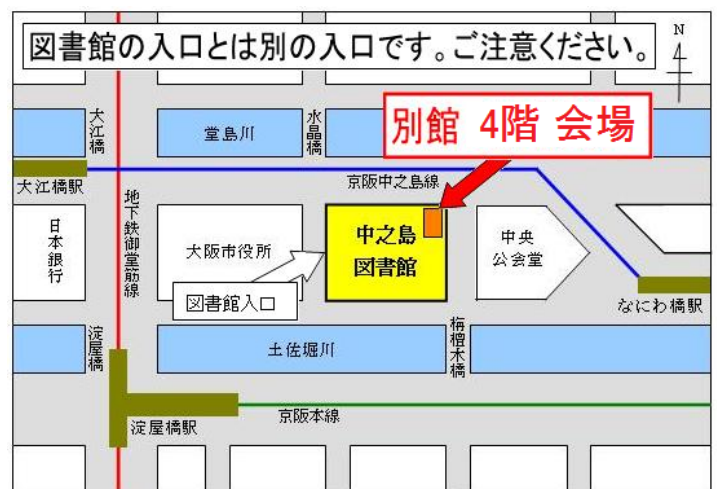 図書館の入口とは別の入口です。ご注意ください。
N
大江橋
堂島川
水晶橋
別館 4階 会場
大江橋駅
京阪中之島線
地下鉄御堂筋線
日本銀行
大阪市役所
中之島
図書館
中央
公会堂
図書館入口
なにわ橋駅
淀屋橋
土佐堀川
栴檀木橋
淀屋橋駅
京阪本線